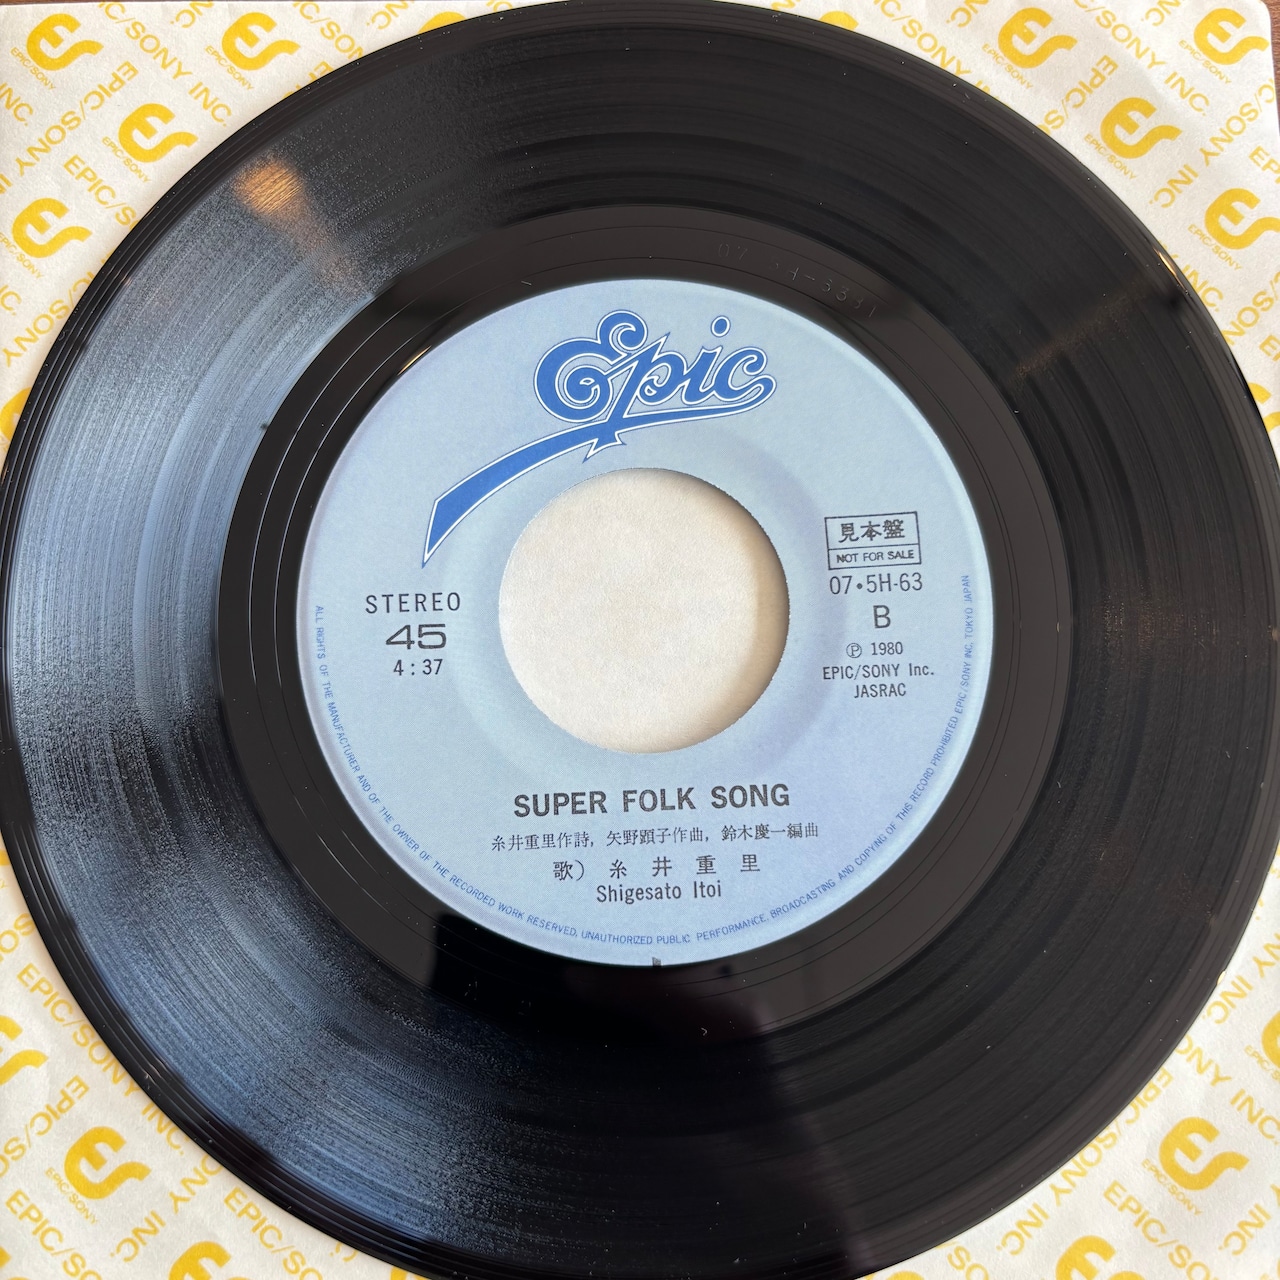 Epic
見本盤
NOT FOR SALE
07・5H-63
B
Ⓟ 1980
EPIC/SONY Inc.
JASRAC
STEREO
45
4:37
SUPER FOLK SONG
糸井重里作詩, 矢野顕子作曲, 鈴木慶一編曲
歌） 糸井重里
Shigesato Itoi
ALL RIGHTS OF THE MANUFACTURER AND OF THE OWNER OF THE RECORDED WORK RESERVED. UNAUTHORIZED PUBLIC PERFORMANCE. BROADCASTING AND COPYING OF THIS RECORD PROHIBITED EPIC/SONY INC. TOKYO JAPAN
EPIC/SONY INC.
EPIC/SONY